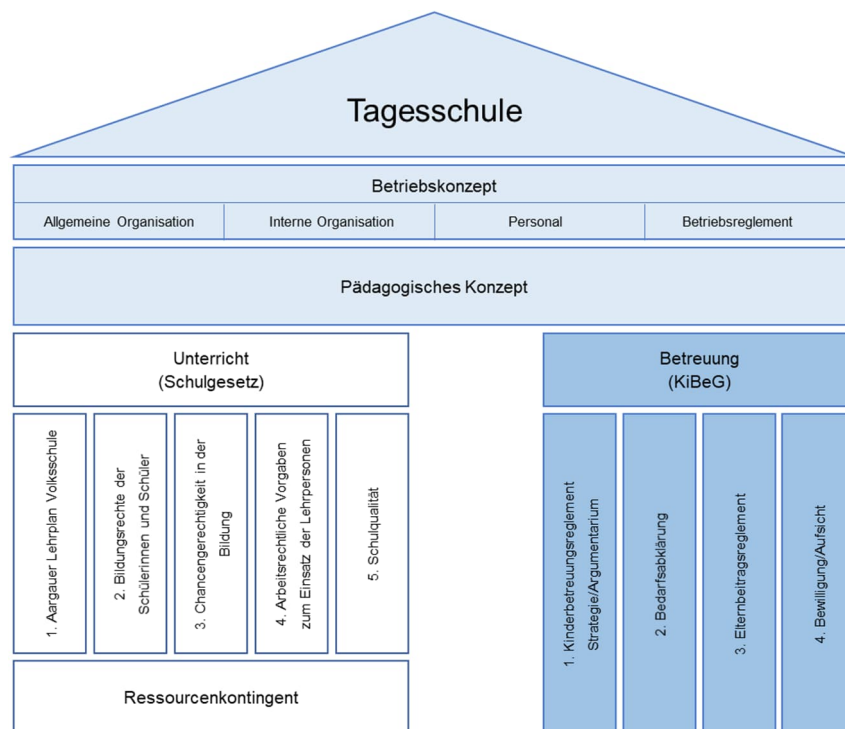 Tagesschule
Betriebskonzept
Allgemeine Organisation
Interne Organisation
Personal
Betriebsreglement
Pädagogisches Konzept
Unterricht
(Schulgesetz)
1. Aargauer Lehrplan Volksschule
2. Bildungsrechte der
Schülerinnen und Schüler
3. Chancengerechtigkeit in der
Bildung
4. Arbeitsrechtliche Vorgaben
zum Einsatz der Lehrpersonen
5. Schulqualität
Ressourcenkontingent
Betreuung
(KiBeG)
1. Kinderbetreuungsreglement
Strategie/Argumentarium
2. Bedarfsabklärung
3. Elternbeitragsreglement
4. Bewilligung/Aufsicht